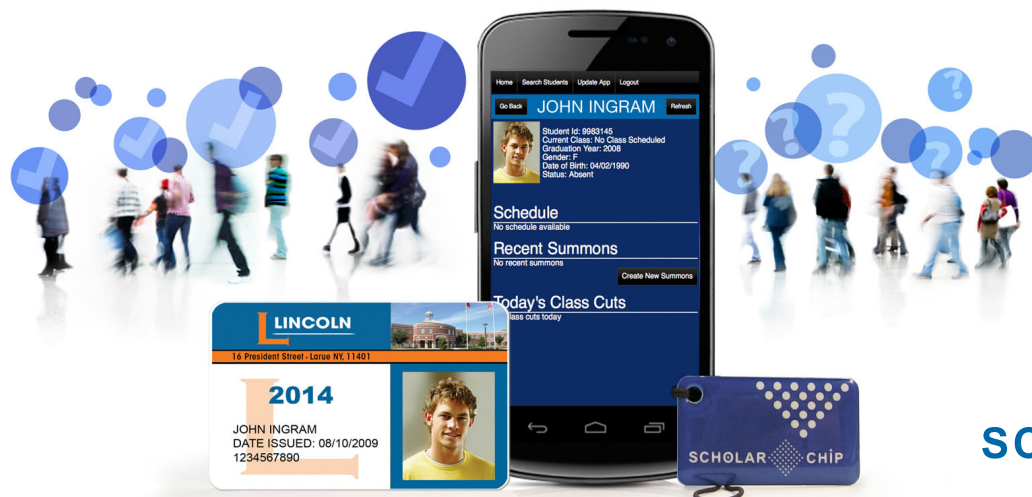 Home Search Students Update App Logout
Go Back JOHN INGRAM Refresh
Student Id: 9983145
Current Class: No Class Scheduled
Graduation Year: 2008
Gender: F
Date of Birth: 04/02/1990
Status: Absent
Schedule
No schedule available
Recent Summons
No recent summons
Create New Summons
Today's Class Cuts
class cuts today
LINCOLN
16 President Street - Larue NY, 11401
2014
JOHN INGRAM
DATE ISSUED: 08/10/2009
1234567890
SCHOLAR CHIP
SC